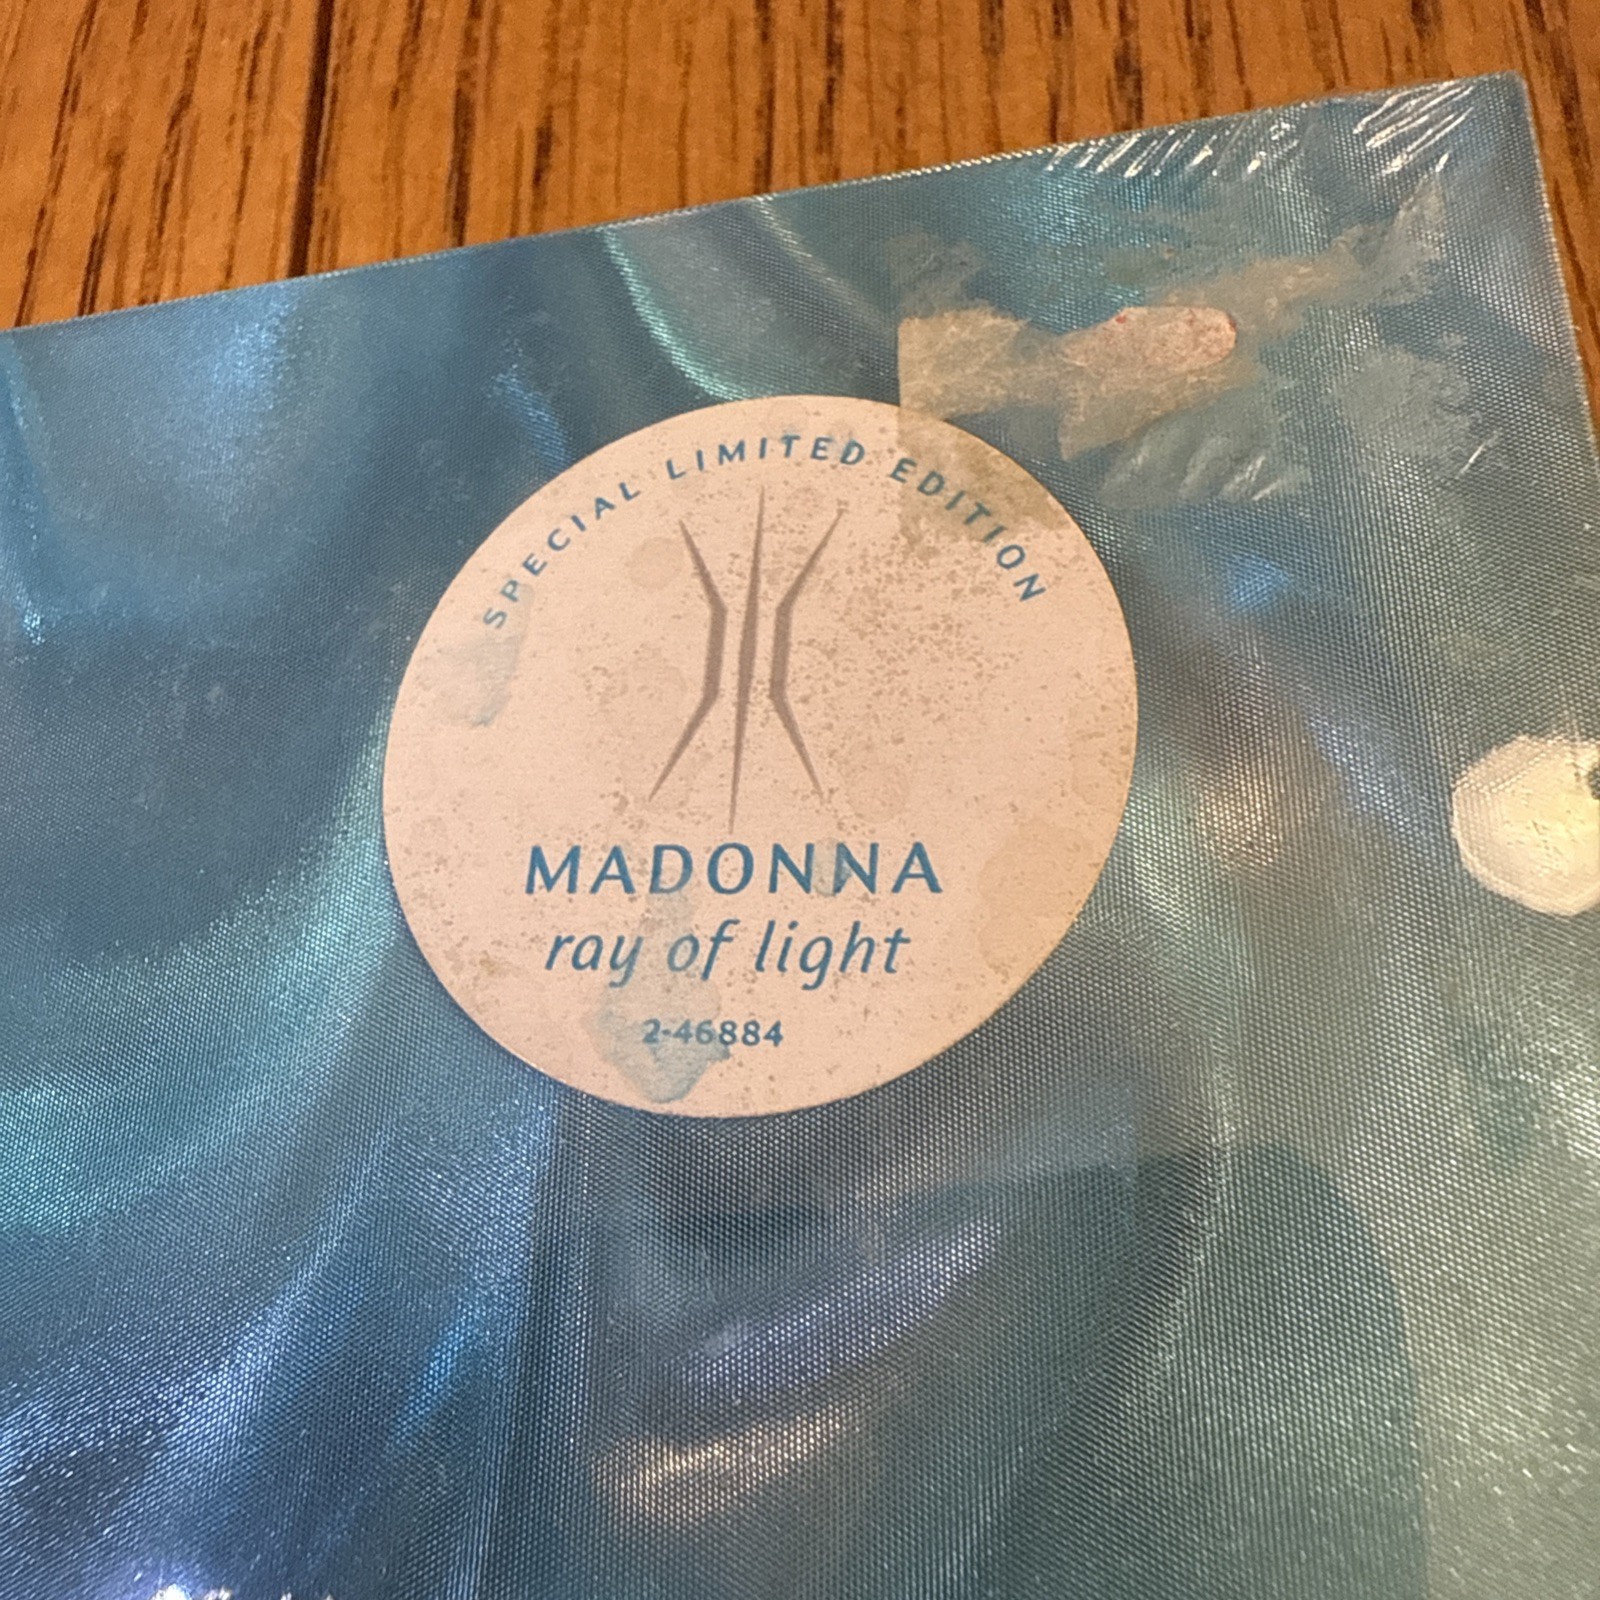 SPECIAL LIMITED EDITION
MADONNA
ray of light
2-46884